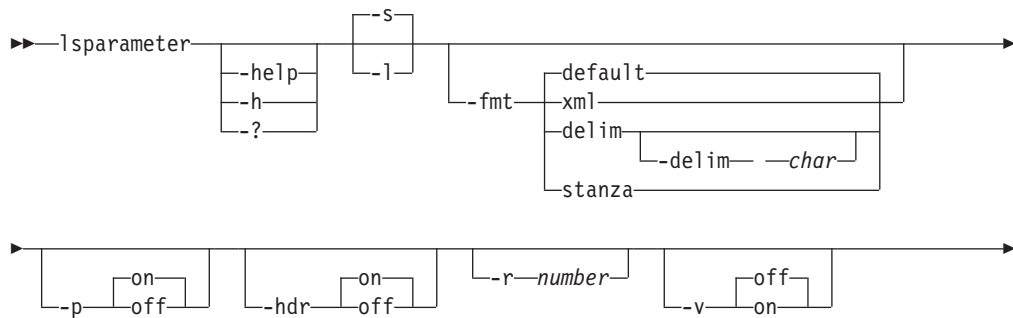 -s
lsparameter
-help
-l
default
-h
-fmt
xml
-?
delim
-delim char
stanza
on
on
off
-p
off
-hdr
off
-r number
-v
on